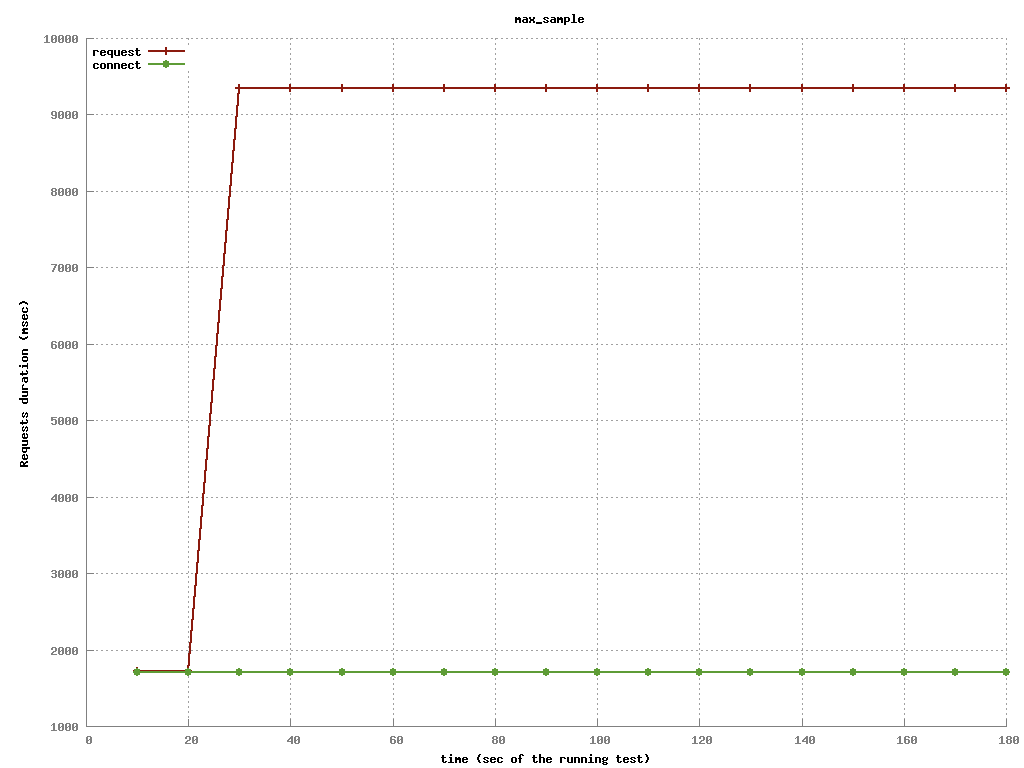 max_sample
request
connect
10000
9000
8000
7000
6000
5000
4000
3000
2000
1000
Requests duration (msec)
0 20 40 60 80 100 120 140 160 180
time (sec of the running test)